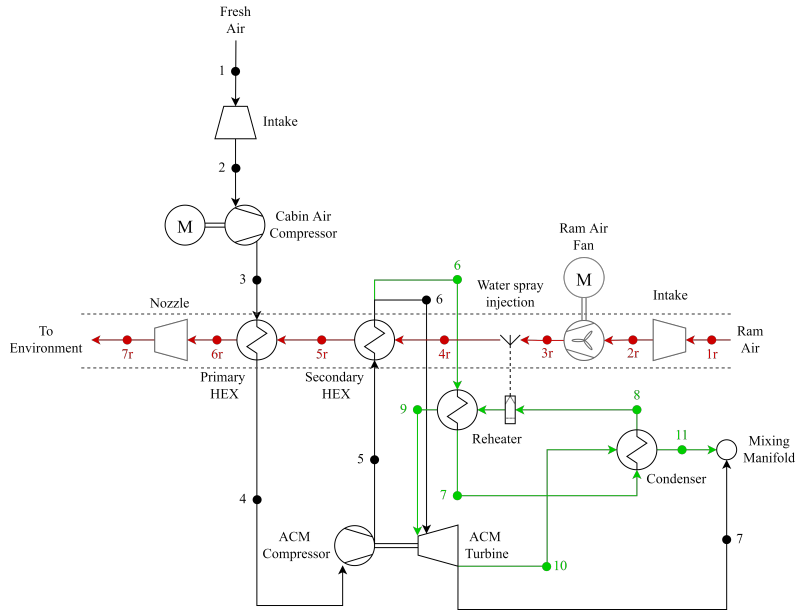 Fresh
Air
1
Intake
2
M
Cabin Air
Compressor
Ram Air
Fan
M
3
6
6
Water spray
injection
Nozzle
Intake
To
Environment
7r
6r
5r
4r
3r
2r
1r
Ram
Air
Primary
HEX
Secondary
HEX
9
8
Reheater
11
Mixing
Manifold
5
Condenser
4
7
ACM
Compressor
ACM
Turbine
7
10